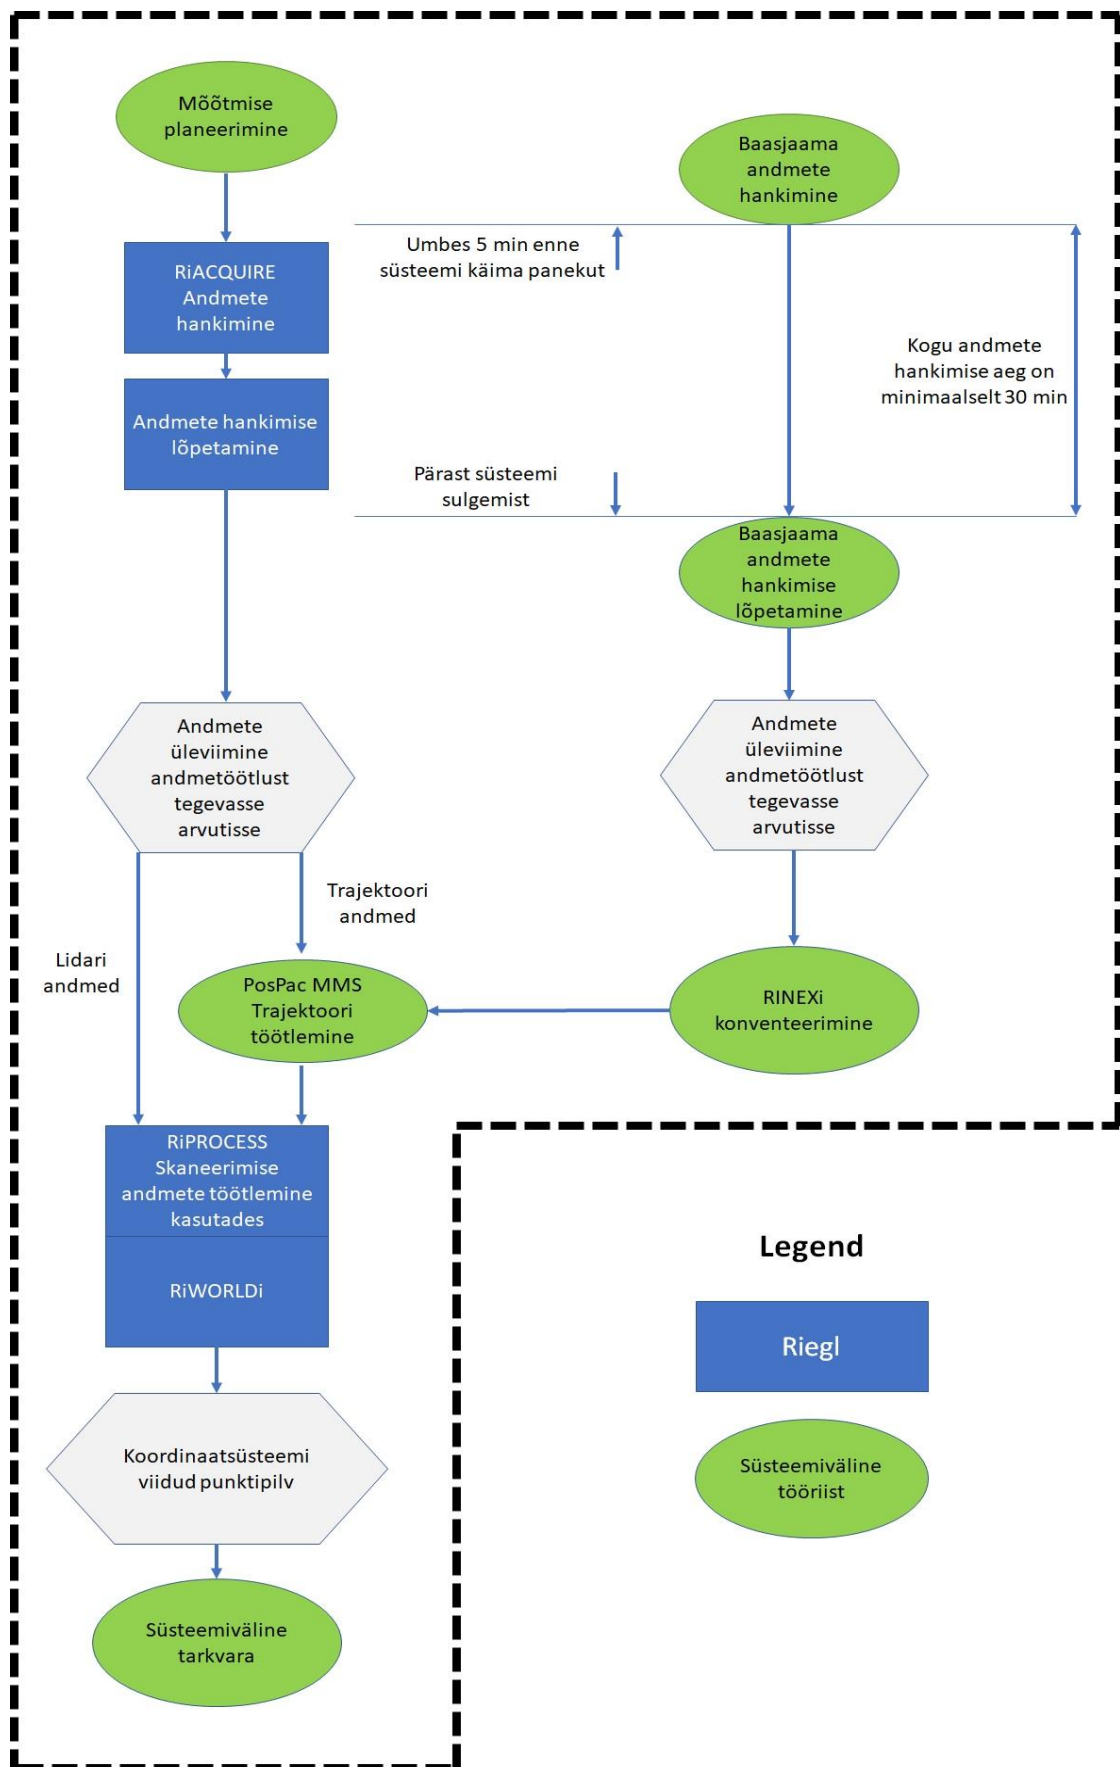 Mõõtmise
planeerimine
Baasjaama
andmete
hankimine
Umbes 5 min enne
süsteemi käima panekut
RiACQUIRE
Andmete
hankimine
Kogu andmete
hankimise aeg on
minimaalselt 30 min
Andmete hankimise
lõpetamine
Pärast süsteemi
sulgemist
Baasjaama
andmete
hankimise
lõpetamine
Andmete
üleviimine
andmetöötlust
tegevasse
arvutisse
Andmete
üleviimine
andmetöötlust
tegevasse
arvutisse
Trajektoori
andmed
Lidari
andmed
PosPac MMS
Trajektoori
töötlemine
RINEXi
konventeerimine
RiPROCESS
Skaneerimise
andmete töötlemine
kasutades
RiWORLDi
Koordinaatsüsteemi
viidud punktipilv
Süsteemiväline
tarkvara
Legend
Riegl
Süsteemiväline
tööriist